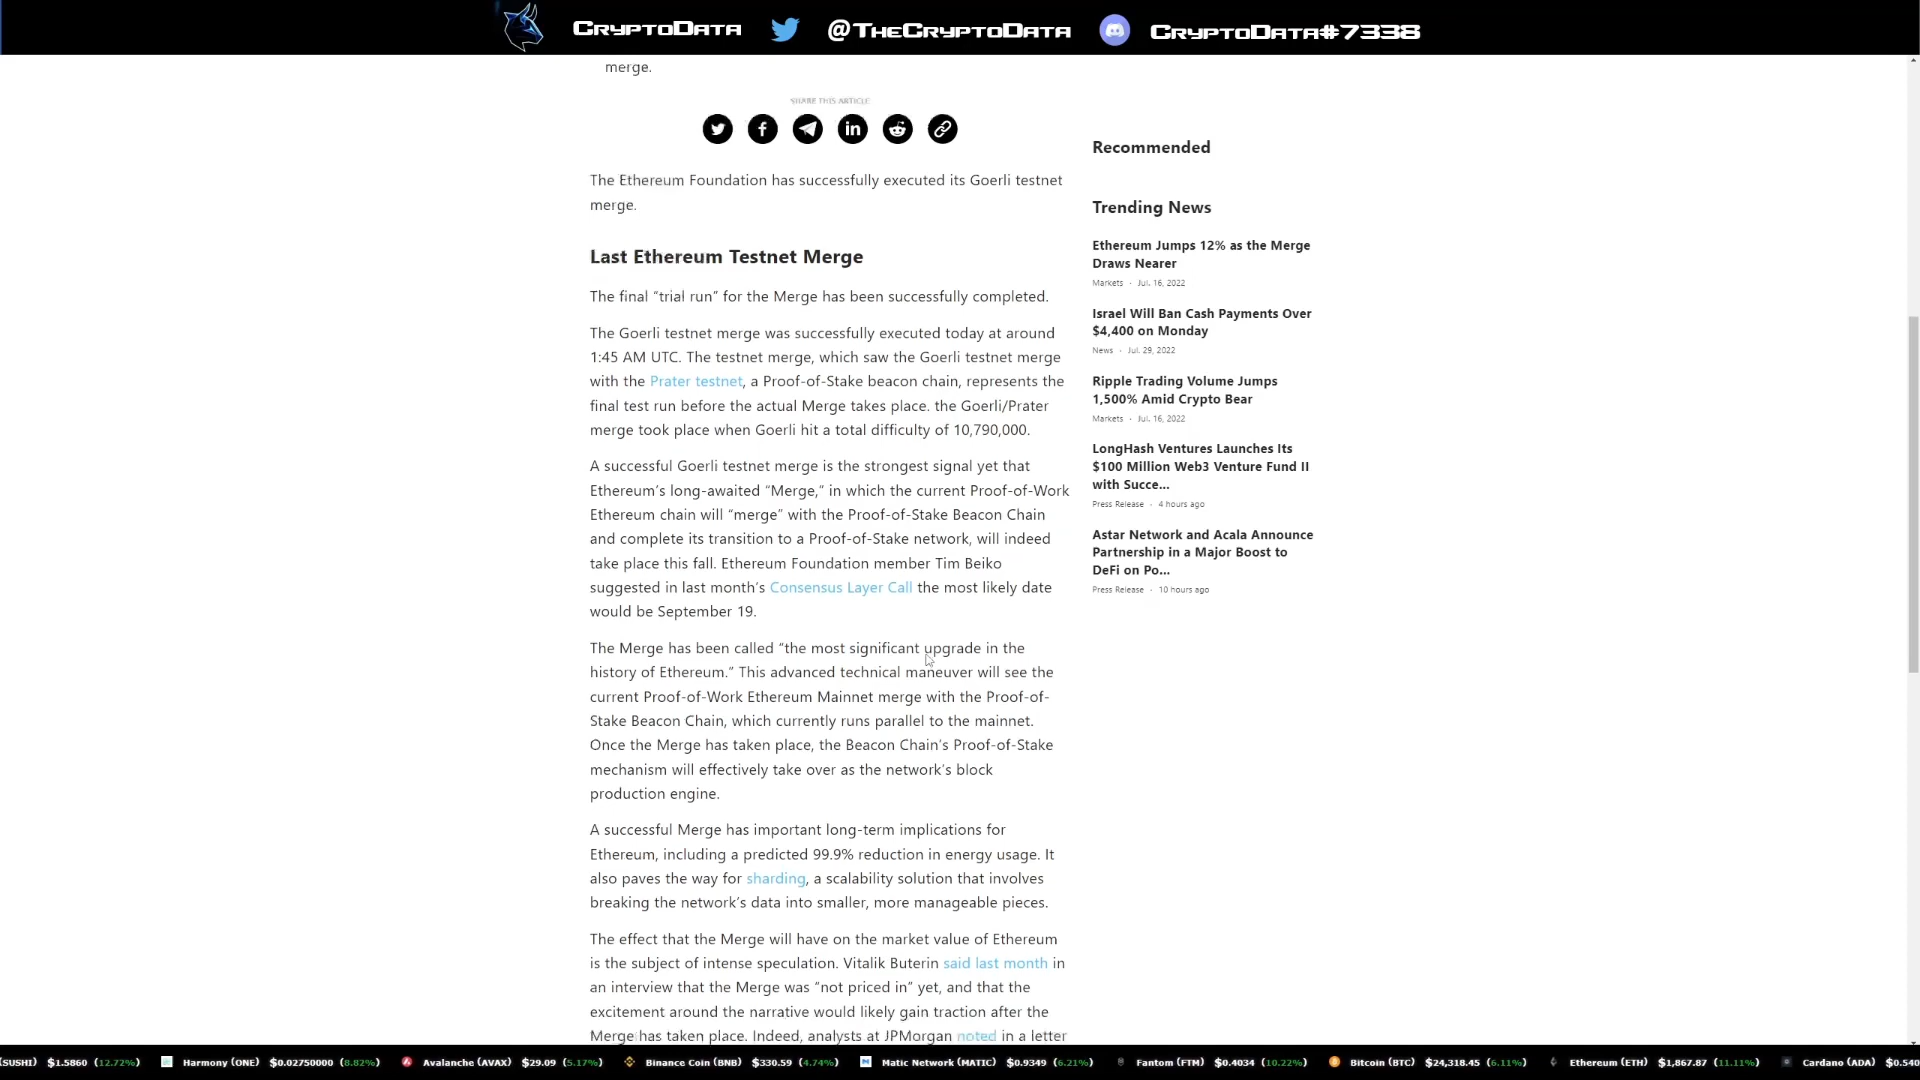 CryptoData @TheCryptoData CryptoData#7338
merge.
SHARE THIS ARTICLE
The Ethereum Foundation has successfully executed its Goerli testnet
merge.
Last Ethereum Testnet Merge
The final “trial run” for the Merge has been successfully completed.
The Goerli testnet merge was successfully executed today at around
1:45 AM UTC. The testnet merge, which saw the Goerli testnet merge
with the Prater testnet, a Proof-of-Stake beacon chain, represents the
final test run before the actual Merge takes place. the Goerli/Prater
merge took place when Goerli hit a total difficulty of 10,790,000.
A successful Goerli testnet merge is the strongest signal yet that
Ethereum’s long-awaited “Merge,” in which the current Proof-of-Work
Ethereum chain will “merge” with the Proof-of-Stake Beacon Chain
and complete its transition to a Proof-of-Stake network, will indeed
take place this fall. Ethereum Foundation member Tim Beiko
suggested in last month’s Consensus Layer Call the most likely date
would be September 19.
The Merge has been called “the most significant upgrade in the
history of Ethereum.” This advanced technical maneuver will see the
current Proof-of-Work Ethereum Mainnet merge with the Proof-of-
Stake Beacon Chain, which currently runs parallel to the mainnet.
Once the Merge has taken place, the Beacon Chain’s Proof-of-Stake
mechanism will effectively take over as the network’s block
production engine.
A successful Merge has important long-term implications for
Ethereum, including a predicted 99.9% reduction in energy usage. It
also paves the way for sharding, a scalability solution that involves
breaking the network’s data into smaller, more manageable pieces.
The effect that the Merge will have on the market value of Ethereum
is the subject of intense speculation. Vitalik Buterin said last month in
an interview that the Merge was “not priced in” yet, and that the
excitement around the narrative would likely gain traction after the
Merge has taken place. Indeed, analysts at JPMorgan noted in a letter
Recommended
Trending News
Ethereum Jumps 12% as the Merge
Draws Nearer
Markets · Jul. 16, 2022
Israel Will Ban Cash Payments Over
$4,400 on Monday
News · Jul. 29, 2022
Ripple Trading Volume Jumps
1,500% Amid Crypto Bear
Markets · Jul. 16, 2022
LongHash Ventures Launches Its
$100 Million Web3 Venture Fund II
with Succe...
Press Release · 4 hours ago
Astar Network and Acala Announce
Partnership in a Major Boost to
DeFi on Po...
Press Release · 10 hours ago
(SUSHI) $1.5860 (12.72%) Harmony (ONE) $0.02750000 (8.82%) Avalanche (AVAX) $29.09 (5.17%) Binance Coin (BNB) $330.59 (4.74%) Matic Network (MATIC) $0.9349 (6.21%) Fantom (FTM) $0.4034 (10.22%) Bitcoin (BTC) $24,318.45 (6.11%) Ethereum (ETH) $1,867.87 (11.11%) Cardano (ADA) $0.540